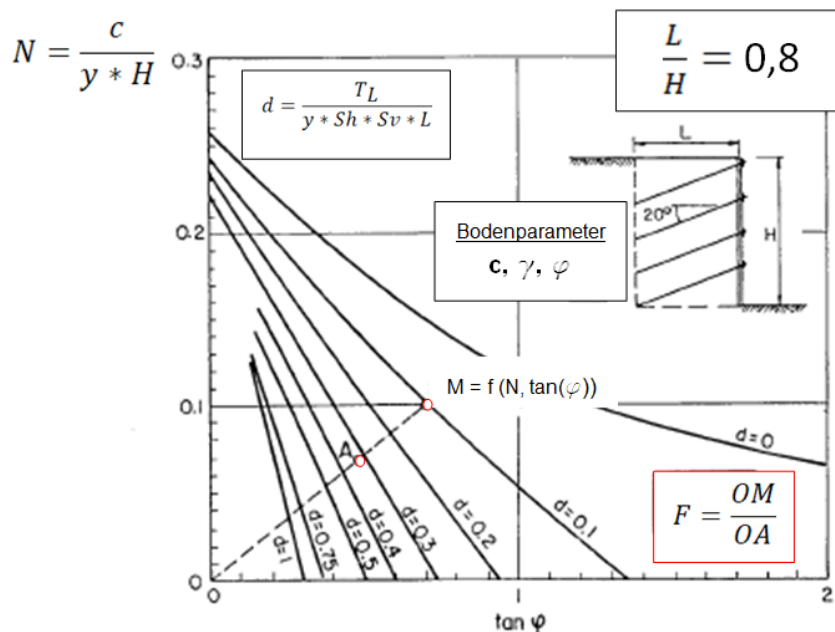 N = c / y * H
0.3
d = T_L / y * Sh * Sv * L
L / H = 0,8
L
20°
H
Bodenparameter
c, γ, φ
0.2
M = f (N, tan(φ))
0.1
A
d=0
d=0.1
d=0.2
d=0.3
d=0.4
d=0.5
d=0.75
d=1
F = OM / OA
0
0
1
2
tan φ